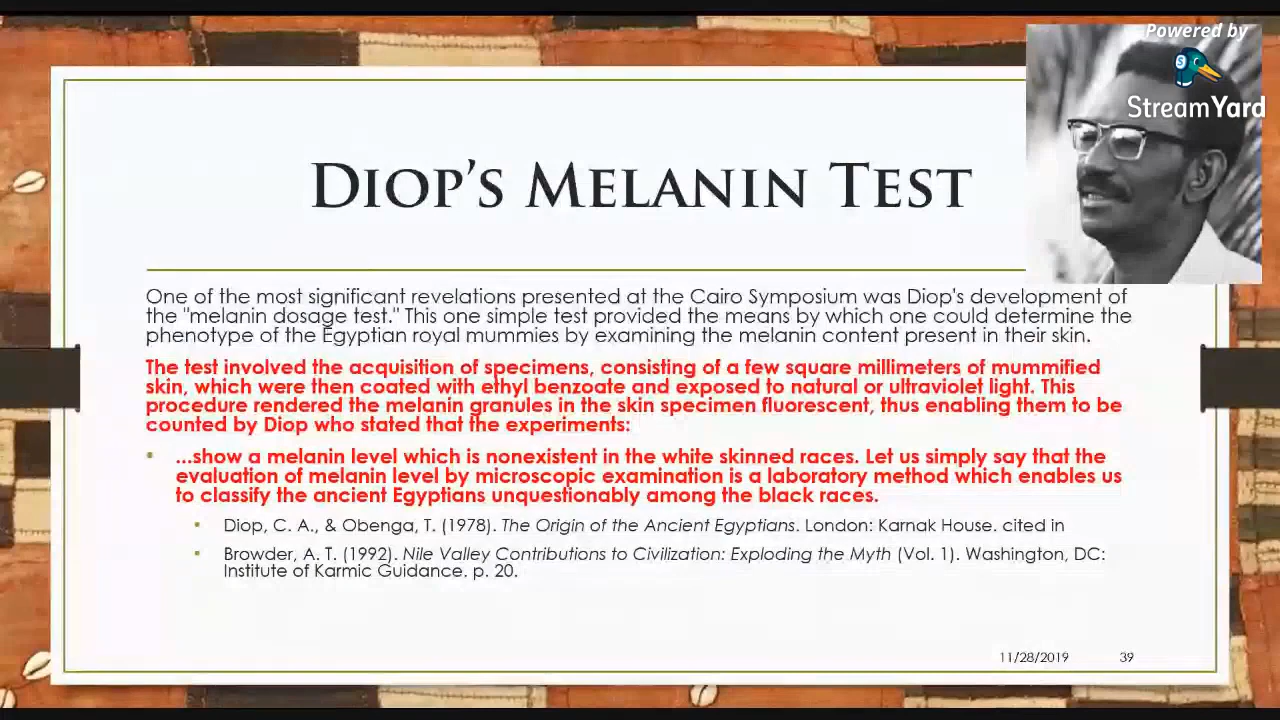 Powered by
StreamYard
DIOP'S MELANIN TEST
One of the most significant revelations presented at the Cairo Symposium was Diop's development of
the "melanin dosage test." This one simple test provided the means by which one could determine the
phenotype of the Egyptian royal mummies by examining the melanin content present in their skin.
The test involved the acquisition of specimens, consisting of a few square millimeters of mummified
skin, which were then coated with ethyl benzoate and exposed to natural or ultraviolet light. This
procedure rendered the melanin granules in the skin specimen fluorescent, thus enabling them to be
counted by Diop who stated that the experiments:
• ...show a melanin level which is nonexistent in the white skinned races. Let us simply say that the
evaluation of melanin level by microscopic examination is a laboratory method which enables us
to classify the ancient Egyptians unquestionably among the black races.
• Diop, C. A., & Obenga, T. (1978). The Origin of the Ancient Egyptians. London: Karnak House. cited in
• Browder, A. T. (1992). Nile Valley Contributions to Civilization: Exploding the Myth (Vol. 1). Washington, DC:
Institute of Karmic Guidance. p. 20.
11/28/2019 39